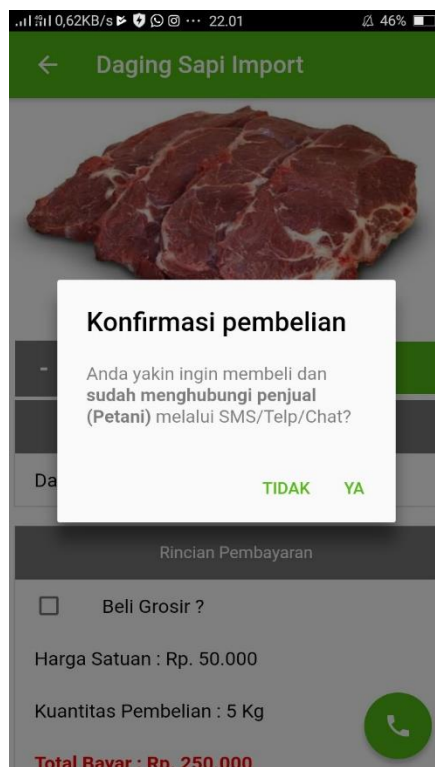 0,62KB/s ... 22.01 46%
Daging Sapi Import
Konfirmasi pembelian
-
Anda yakin ingin membeli dan
sudah menghubungi penjual
(Petani) melalui SMS/Telp/Chat?
Da
TIDAK YA
Rincian Pembayaran
Beli Grosir ?
Harga Satuan : Rp. 50.000
Kuantitas Pembelian : 5 Kg
Total Bayar : Rp. 250.000